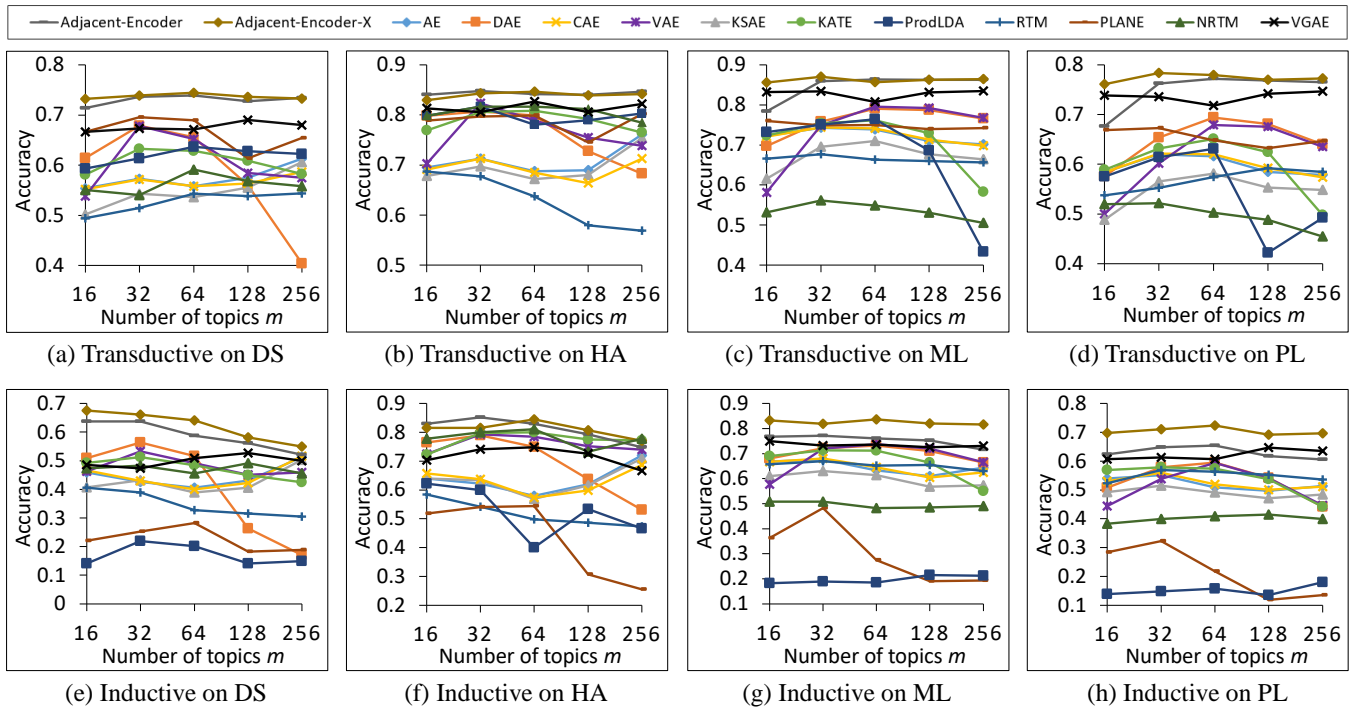 Adjacent-Encoder Adjacent-Encoder-X AE DAE CAE VAE KSAE KATE ProdLDA RTM PLANE NRTM VGAE
0.8 0.7 0.6 0.5 0.4
Accuracy
16 32 64 128 256
Number of topics m
(a) Transductive on DS
0.9 0.8 0.7 0.6 0.5
Accuracy
16 32 64 128 256
Number of topics m
(b) Transductive on HA
0.9 0.8 0.7 0.6 0.5 0.4
Accuracy
16 32 64 128 256
Number of topics m
(c) Transductive on ML
0.8 0.7 0.6 0.5 0.4
Accuracy
16 32 64 128 256
Number of topics m
(d) Transductive on PL
0.7 0.6 0.5 0.4 0.3 0.2 0.1 0
Accuracy
16 32 64 128 256
Number of topics m
(e) Inductive on DS
0.9 0.8 0.7 0.6 0.5 0.4 0.3 0.2
Accuracy
16 32 64 128 256
Number of topics m
(f) Inductive on HA
0.9 0.8 0.7 0.6 0.5 0.4 0.3 0.2 0.1
Accuracy
16 32 64 128 256
Number of topics m
(g) Inductive on ML
0.8 0.7 0.6 0.5 0.4 0.3 0.2 0.1
Accuracy
16 32 64 128 256
Number of topics m
(h) Inductive on PL